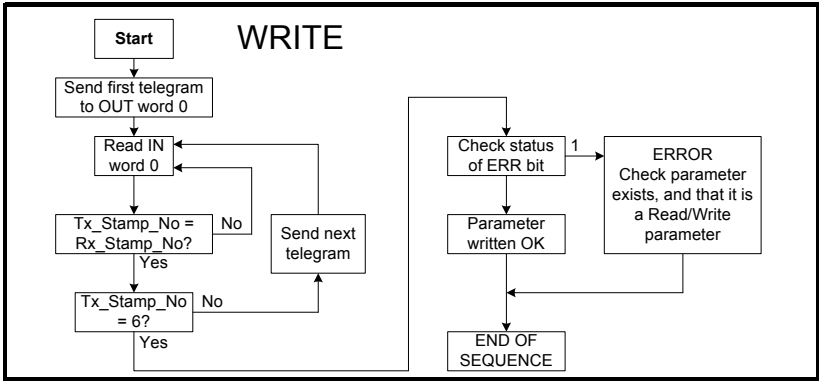 WRITE
Start
Send first telegram
to OUT word 0
Read IN
word 0
Tx_Stamp_No =
Rx_Stamp_No?
No
Yes
Send next
telegram
Tx_Stamp_No
= 6?
No
Yes
Check status
of ERR bit
1
ERROR
Check parameter
exists, and that it is
a Read/Write
parameter
Parameter
written OK
END OF
SEQUENCE